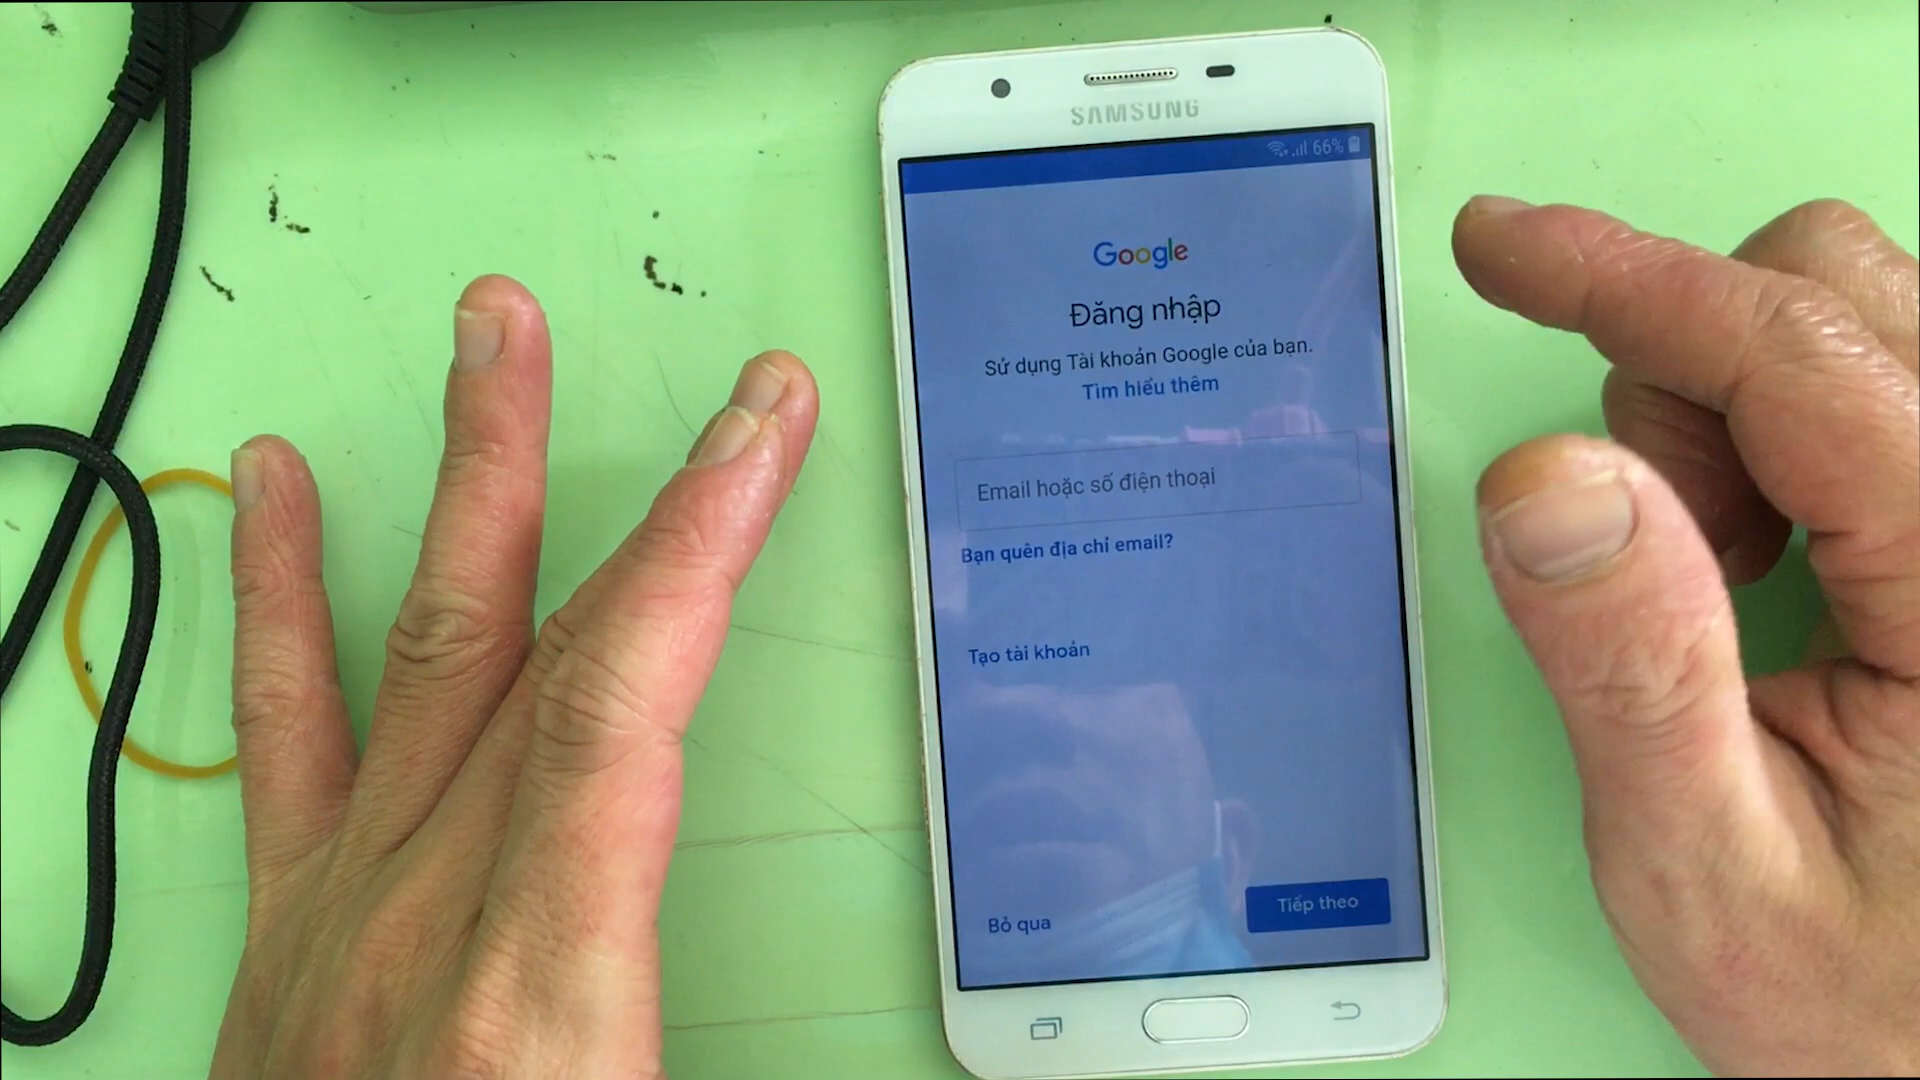 SAMSUNG
66%
Google
Đăng nhập
Sử dụng Tài khoản Google của bạn.
Tìm hiểu thêm
Email hoặc số điện thoại
Bạn quên địa chỉ email?
Tạo tài khoản
Bỏ qua
Tiếp theo